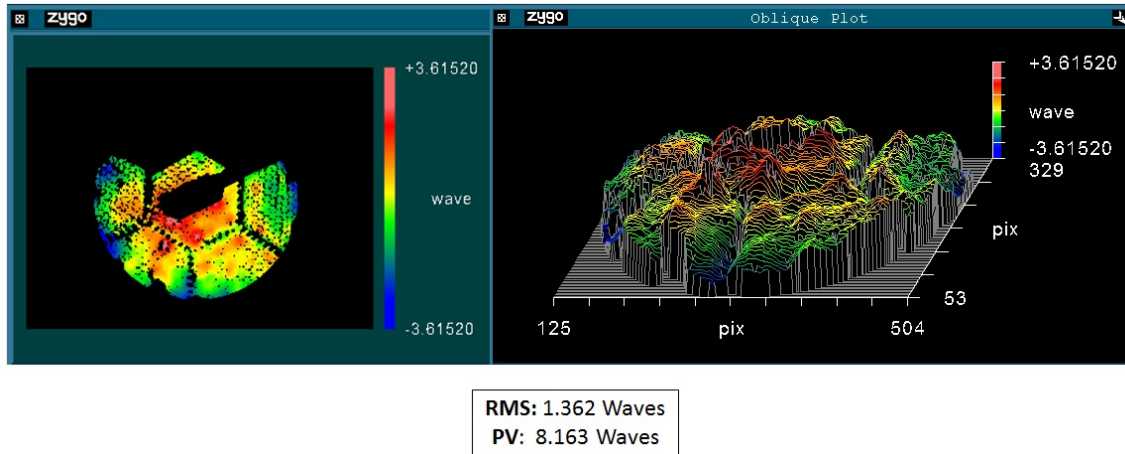 zygo
+3.61520
wave
-3.61520
zygo Oblique Plot
+3.61520
wave
-3.61520
329
pix
53
125 pix 504
RMS: 1.362 Waves
PV: 8.163 Waves